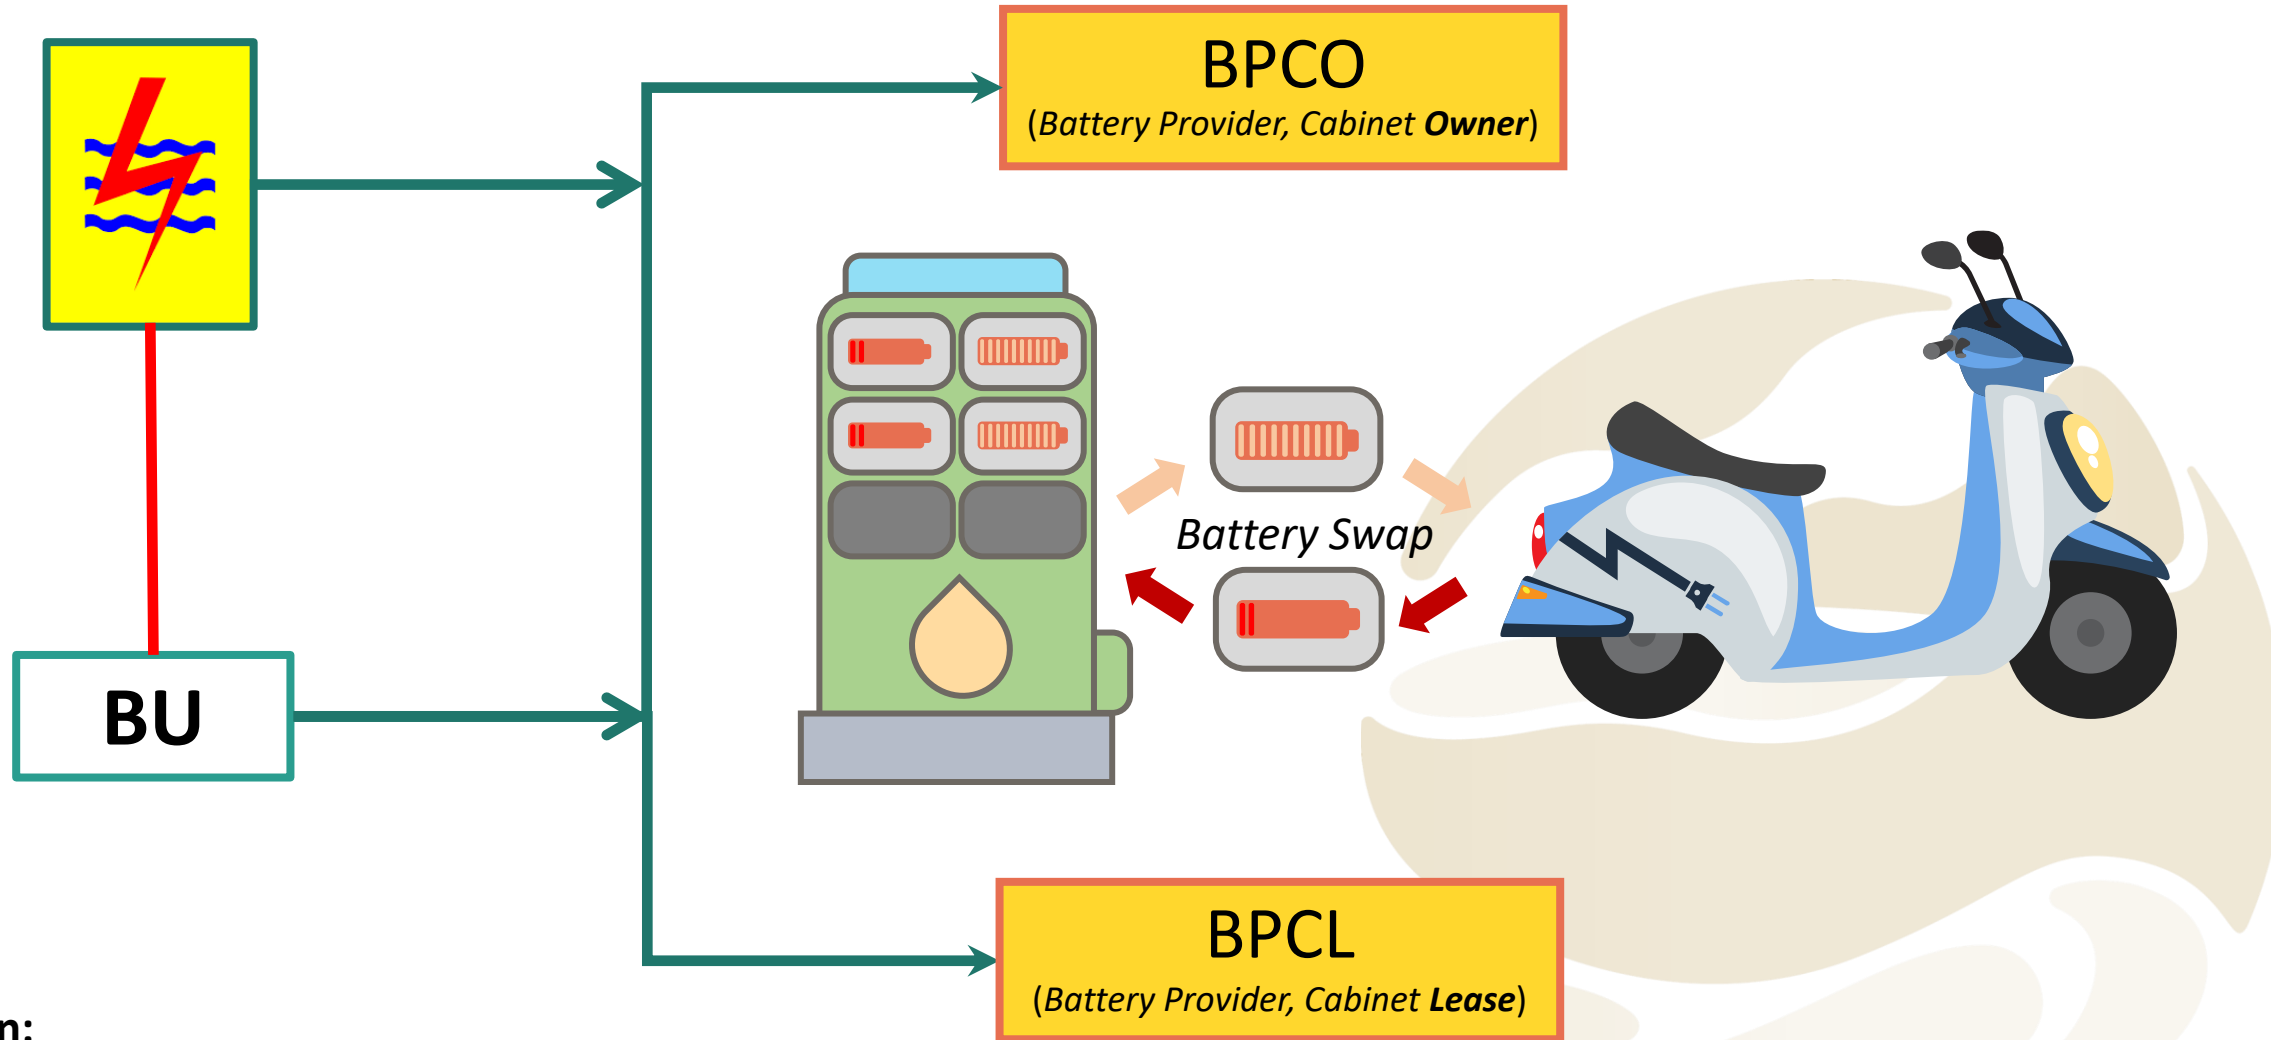 BPCO
(Battery Provider, Cabinet Owner)
Battery Swap
BU
BPCL
(Battery Provider, Cabinet Lease)
n: